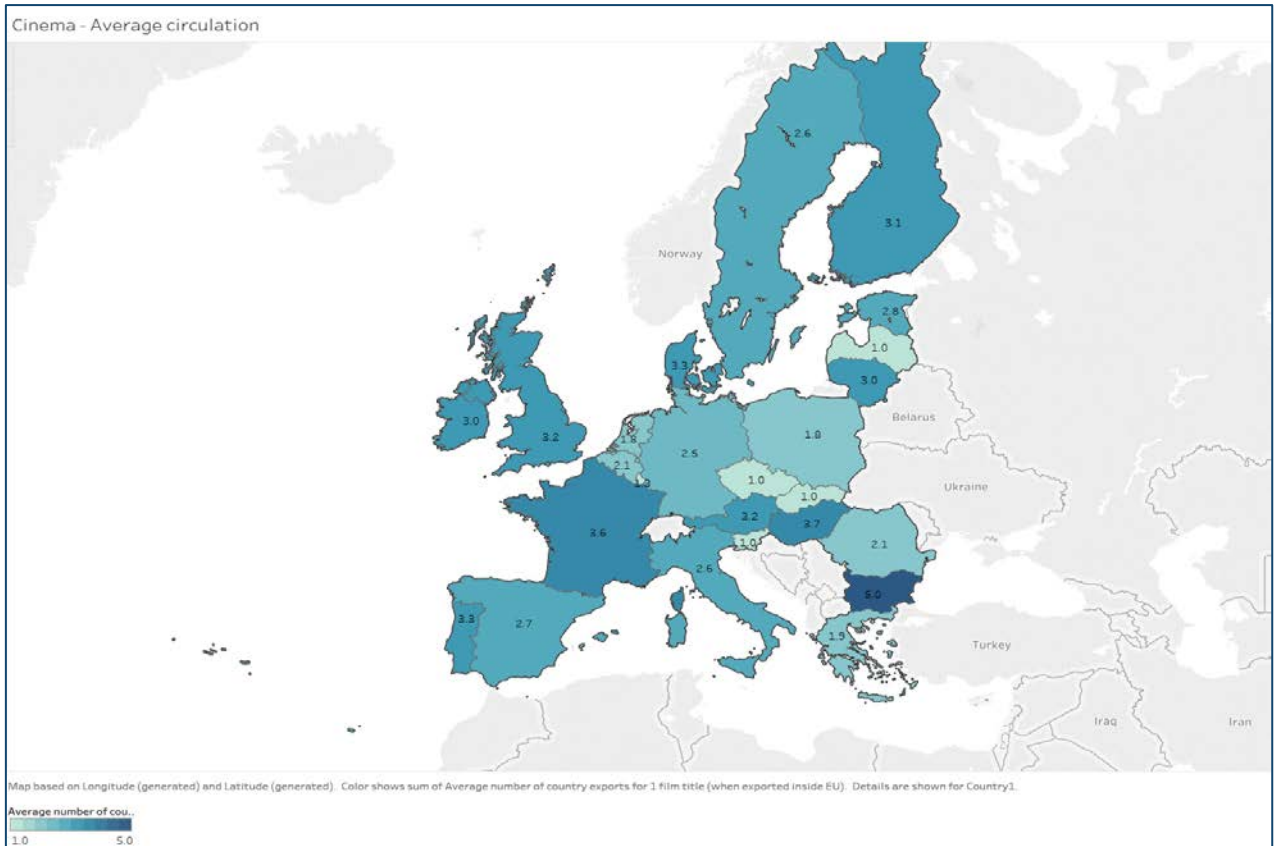 Cinema - Average circulation
2.6
3.1
Norway
2.8
1.0
3.3
3.0
Belarus
3.0
3.2
1.8
1.8
2.5
2.1
1.0
Ukraine
1.0
3.2
3.7
3.6
1.0
2.1
2.6
5.0
3.3
2.7
1.9
Turkey
Iraq
Iran
Map based on Longitude (generated) and Latitude (generated). Color shows sum of Average number of country exports for 1 film title (when exported inside EU). Details are shown for Country1.
Average number of cou..
1.0 5.0